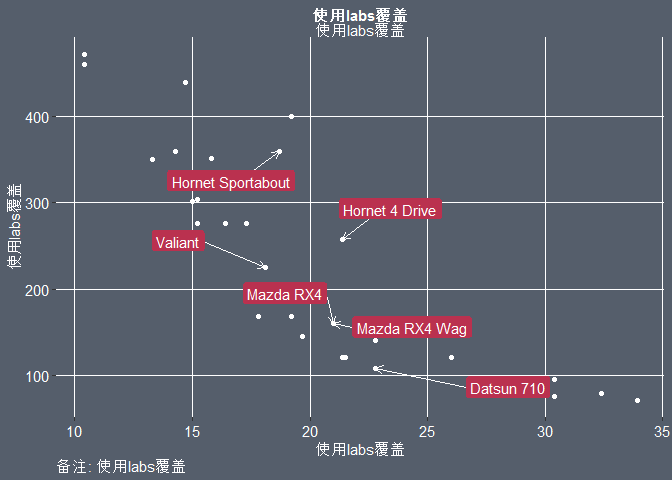 使用labs覆盖
使用labs覆盖
使用labs覆盖
400
300
200
100
Hornet Sportabout
Hornet 4 Drive
Valiant
Mazda RX4
Mazda RX4 Wag
Datsun 710
10 15 20 25 30 35
使用labs覆盖
备注: 使用labs覆盖